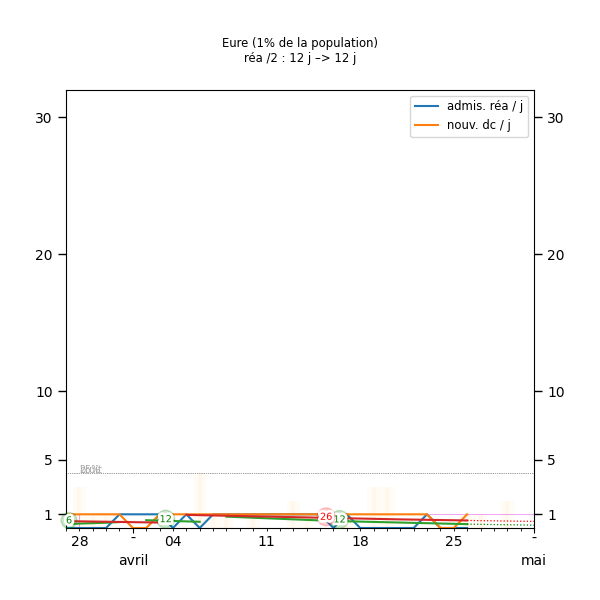 Eure (1% de la population)
réa /2 : 12 j –> 12 j
admis. réa / j
nouv. dc / j
30 30
20 20
10 10
5 5
1 1
6 12 26 12
28 - 04 11 18 25 -
avril mai